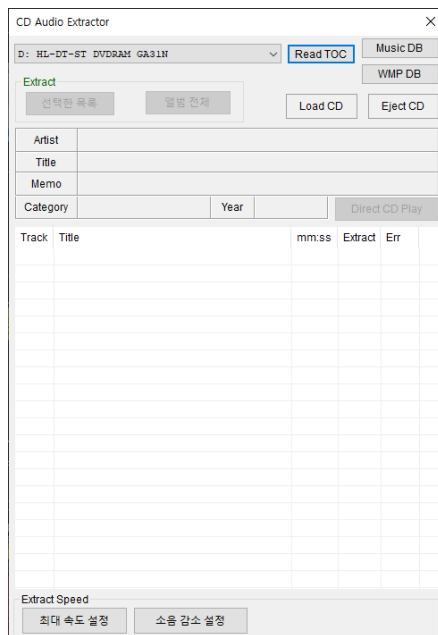 CD Audio Extractor
D: HL-DT-ST DVDRAM GA31N
Read TOC
Music DB
WMP DB
Extract
선택한 목록
앨범 전체
Load CD
Eject CD
Artist
Title
Memo
Category
Year
Direct CD Play
Track Title mm:ss Extract Err
Extract Speed
최대 속도 설정
소음 감소 설정